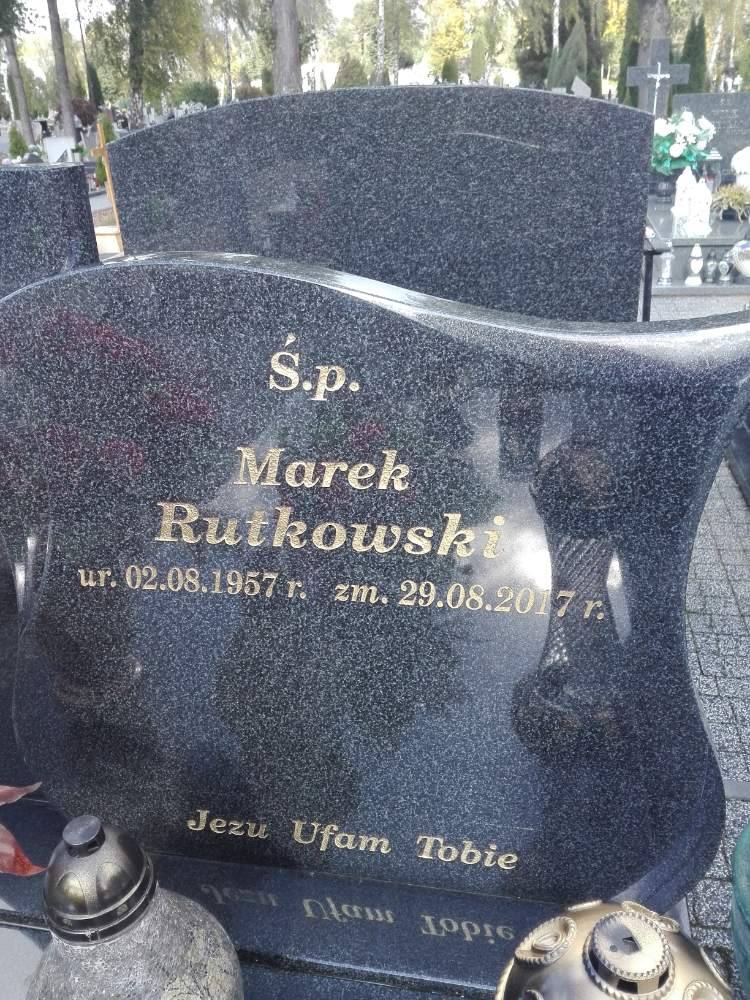 Ś.p.
Marek
Rutkowski
ur. 02.08.1957 r. zm. 29.08.2017 r.
Jezu Ufam Tobie